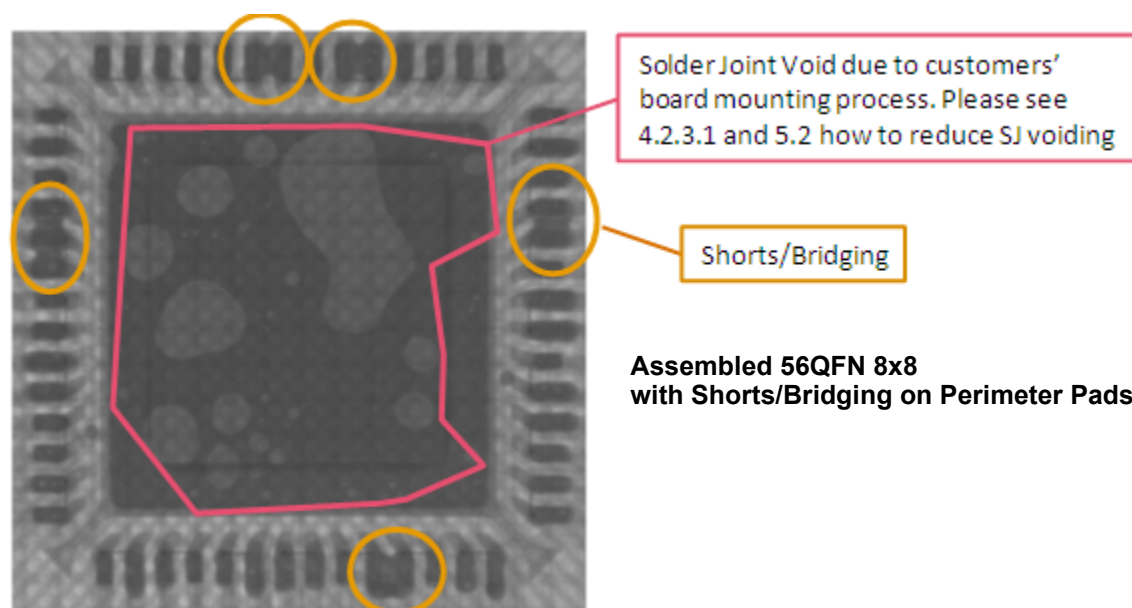 Solder Joint Void due to customers’
board mounting process. Please see
4.2.3.1 and 5.2 how to reduce SJ voiding
Shorts/Bridging
Assembled 56QFN 8x8
with Shorts/Bridging on Perimeter Pads